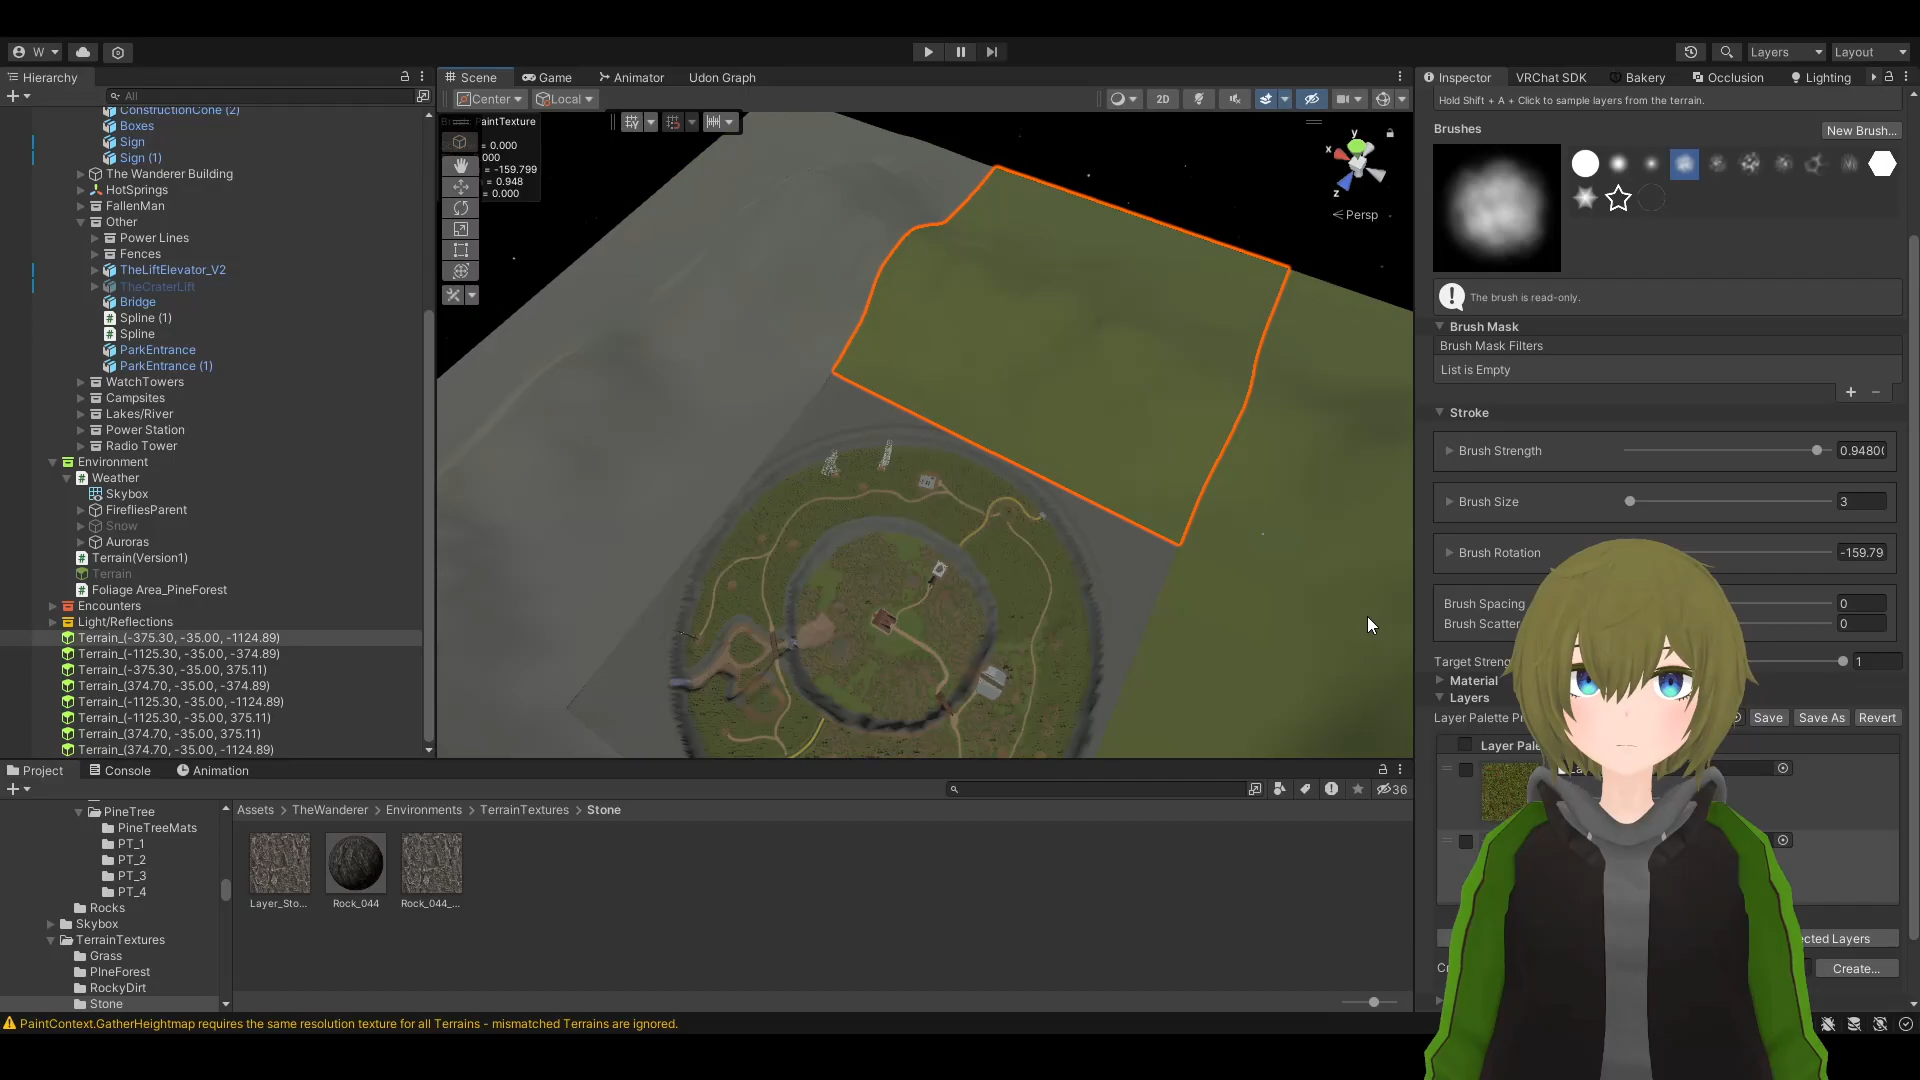 W
Layers
Layout
Hierarchy
All
ConstructionCone (2)
Boxes
Sign
Sign (1)
The Wanderer Building
HotSprings
FallenMan
Other
Power Lines
Fences
TheLiftElevator_V2
TheCraterLift
Bridge
Spline (1)
Spline
ParkEntrance
ParkEntrance (1)
WatchTowers
Campsites
Lakes/River
Power Station
Radio Tower
Environment
Weather
Skybox
FirefliesParent
Snow
Auroras
Terrain(Version1)
Terrain
Foliage Area_PineForest
Encounters
Light/Reflections
Terrain_(-375.30, -35.00, -1124.89)
Terrain_(-1125.30, -35.00, -374.89)
Terrain_(-375.30, -35.00, 375.11)
Terrain_(374.70, -35.00, -374.89)
Terrain_(-1125.30, -35.00, -1124.89)
Terrain_(-1125.30, -35.00, 375.11)
Terrain_(374.70, -35.00, 375.11)
Terrain_(374.70, -35.00, -1124.89)
Scene
Game
Animator
Udon Graph
Center
Local
2D
PaintTexture
= 0.000
000
= -159.799
= 0.948
= 0.000
y
x
z
Persp
Inspector
VRChat SDK
Bakery
Occlusion
Lighting
Hold Shift + A + Click to sample layers from the terrain.
Brushes
New Brush...
The brush is read-only.
Brush Mask
Brush Mask Filters
List is Empty
Stroke
Brush Strength
0.9480
Brush Size
3
Brush Rotation
-159.79
Brush Spacing
0
Brush Scatter
0
Target Streng
1
Material
Layers
Layer Palette Pr
Save
Save As
Revert
Layer Pale
ected Layers
Create...
Project
Console
Animation
36
PineTree
PineTreeMats
PT_1
PT_2
PT_3
PT_4
Rocks
Skybox
TerrainTextures
Grass
PIneForest
RockyDirt
Stone
Assets > TheWanderer > Environments > TerrainTextures > Stone
Layer_Sto...
Rock_044
Rock_044_...
PaintContext.GatherHeightmap requires the same resolution texture for all Terrains - mismatched Terrains are ignored.